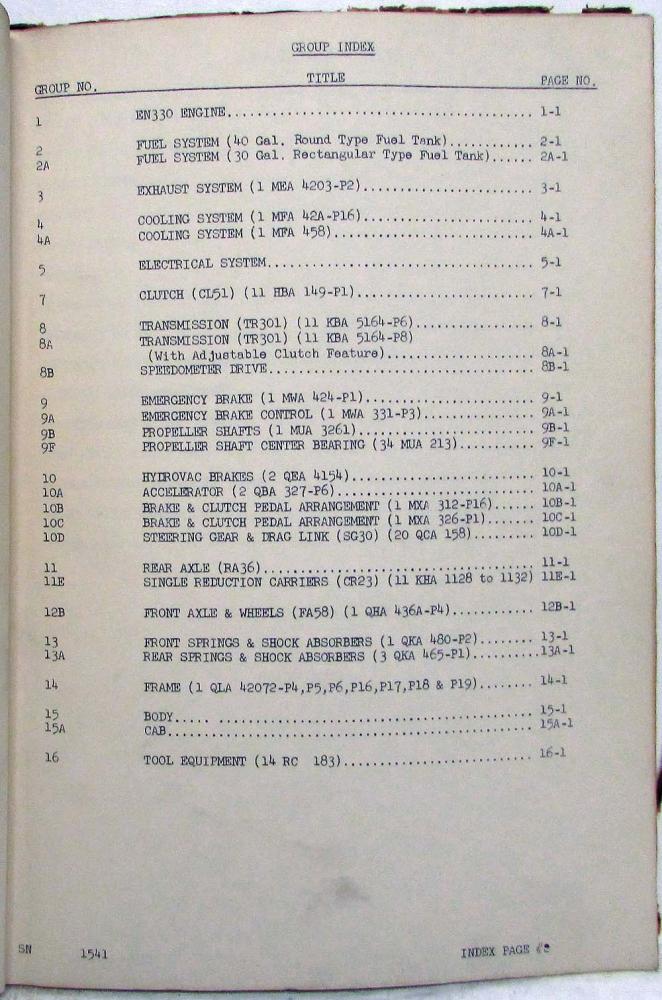 GROUP INDEX
GROUP NO. TITLE PAGE NO.
1 EN330 ENGINE........................................ 1-1
2 FUEL SYSTEM (40 Gal. Round Type Fuel Tank)............ 2-1
2A FUEL SYSTEM (30 Gal. Rectangular Type Fuel Tank)...... 2A-1
3 EXHAUST SYSTEM (1 MEA 4203-P2)........................ 3-1
4 COOLING SYSTEM (1 MFA 42A-P16)........................ 4-1
4A COOLING SYSTEM (1 MFA 458)............................ 4A-1
5 ELECTRICAL SYSTEM..................................... 5-1
7 CLUTCH (CL51) (11 HBA 149-P1)......................... 7-1
8 TRANSMISSION (TR301) (11 KBA 5164-P6)................. 8-1
8A TRANSMISSION (TR301) (11 KBA 5164-P8)
(With Adjustable Clutch Feature)..................... 8A-1
8B SPEEDOMETER DRIVE..................................... 8B-1
9 EMERGENCY BRAKE (1 MWA 424-P1)........................ 9-1
9A EMERGENCY BRAKE CONTROL (1 MWA 331-P3)................ 9A-1
9B PROPELLER SHAFTS (1 MUA 3261)......................... 9B-1
9F PROPELLER SHAFT CENTER BEARING (34 MUA 213)........... 9F-1
10 HYDROVAC BRAKES (2 QEA 4154).......................... 10-1
10A ACCELERATOR (2 QBA 327-P6)............................ 10A-1
10B BRAKE & CLUTCH PEDAL ARRANGEMENT (1 MXA 312-P16)...... 10B-1
10C BRAKE & CLUTCH PEDAL ARRANGEMENT (1 MXA 326-P1)....... 10C-1
10D STEERING GEAR & DRAG LINK (SG30) (20 QCA 158)......... 10D-1
11 REAR AXLE (RA36)...................................... 11-1
11E SINGLE REDUCTION CARRIERS (CR23) (11 KHA 1128 to 1132) 11E-1
12B FRONT AXLE & WHEELS (FA58) (1 QHA 436A-P4)............ 12B-1
13 FRONT SPRINGS & SHOCK ABSORBERS (1 QKA 480-P2)........ 13-1
13A REAR SPRINGS & SHOCK ABSORBERS (3 QKA 465-P1)..........13A-1
14 FRAME (1 QLA 42072-P4,P5,P6,P16,P17,P18 & P19)........ 14-1
15 BODY..... ............................................ 15-1
15A CAB................................................... 15A-1
16 TOOL EQUIPMENT (14 RC 183)............................ 16-1
SN 1541 INDEX PAGE